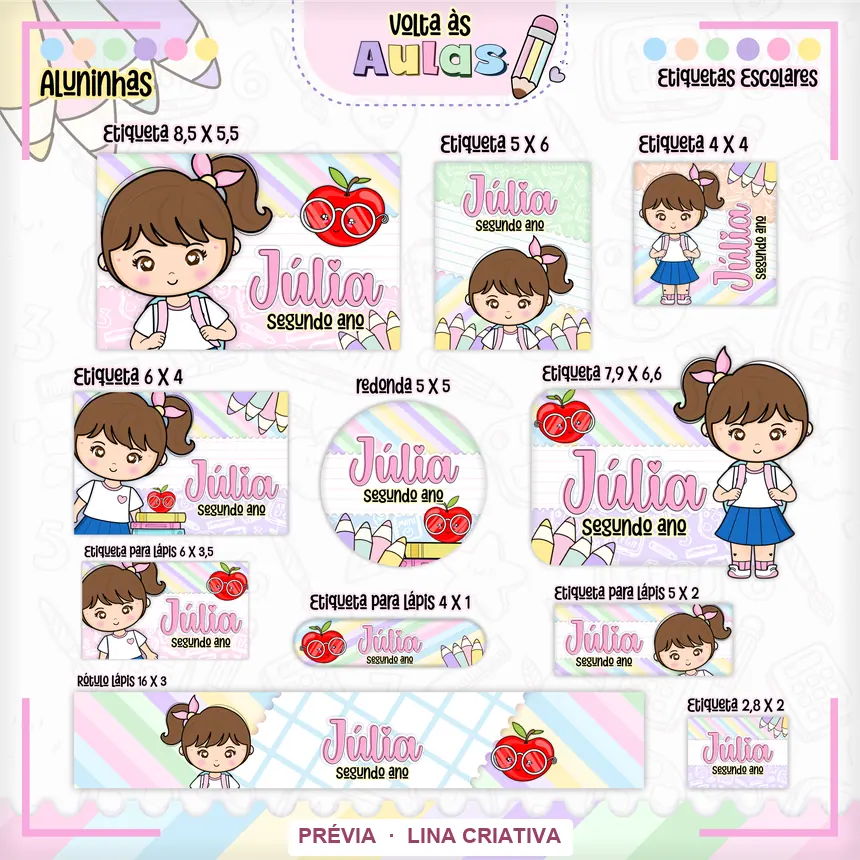 Volta às
Aulas
Aluninhas
Etiquetas Escolares
Etiqueta 8,5 X 5,5
Júlia
Segundo ano
Etiqueta 5 X 6
Júlia
Segundo ano
Etiqueta 4 X 4
Júlia
Segundo ano
Etiqueta 6 X 4
Júlia
Segundo ano
redonda 5 X 5
Júlia
Segundo ano
Etiqueta 7,9 X 6,6
Júlia
Segundo ano
Etiqueta para Lápis 6 X 3,5
Júlia
Segundo ano
Etiqueta para Lápis 4 X 1
Júlia
Segundo ano
Etiqueta para Lápis 5 X 2
Júlia
Segundo ano
Rótulo Lápis 16 X 3
Júlia
Segundo ano
Etiqueta 2,8 X 2
Júlia
Segundo ano
PRÉVIA · LINA CRIATIVA